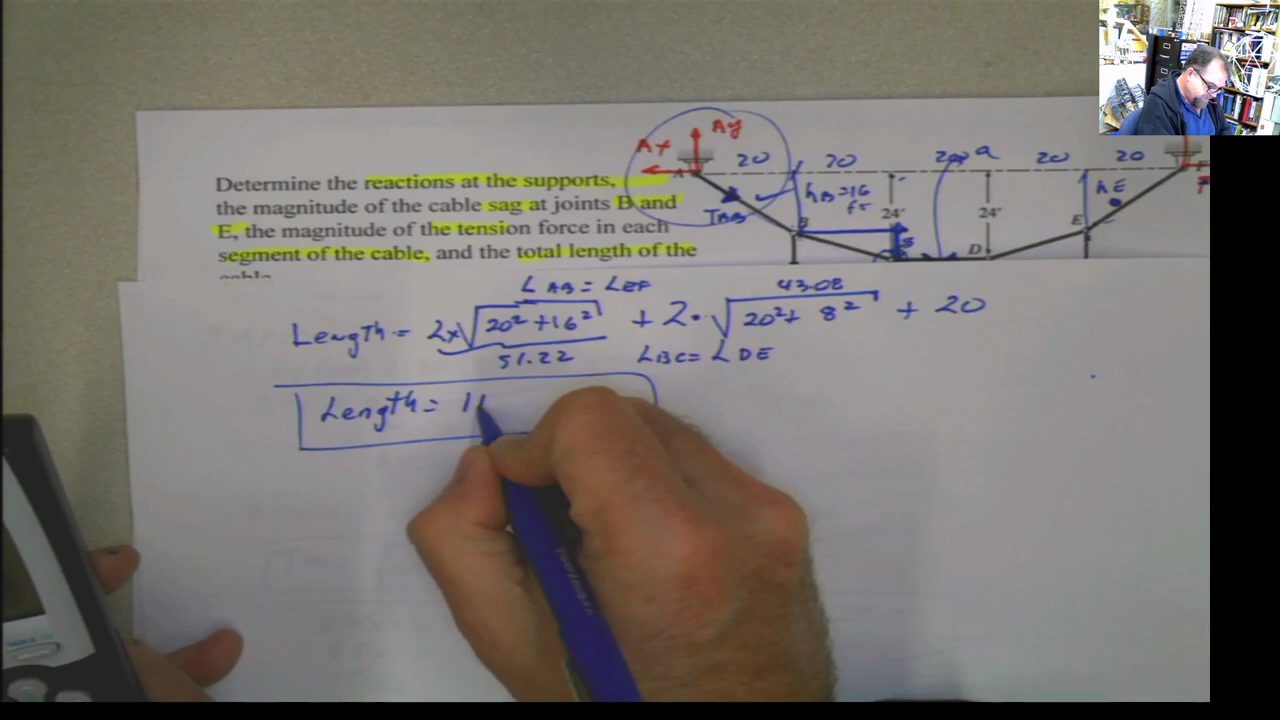 Ay
Ax
20 20 20 a 20 20
A
Determine the reactions at the supports,
the magnitude of the cable sag at joints B and
E, the magnitude of the tension force in each
segment of the cable, and the total length of the
hB=16
ft
24'
24'
hE
TAB
B
D
E
F
L AB = LEF
43.08
Length = 2x√20² + 16² + 2·√20² + 8² + 20
51.22
LBC = LDE
Length = 11